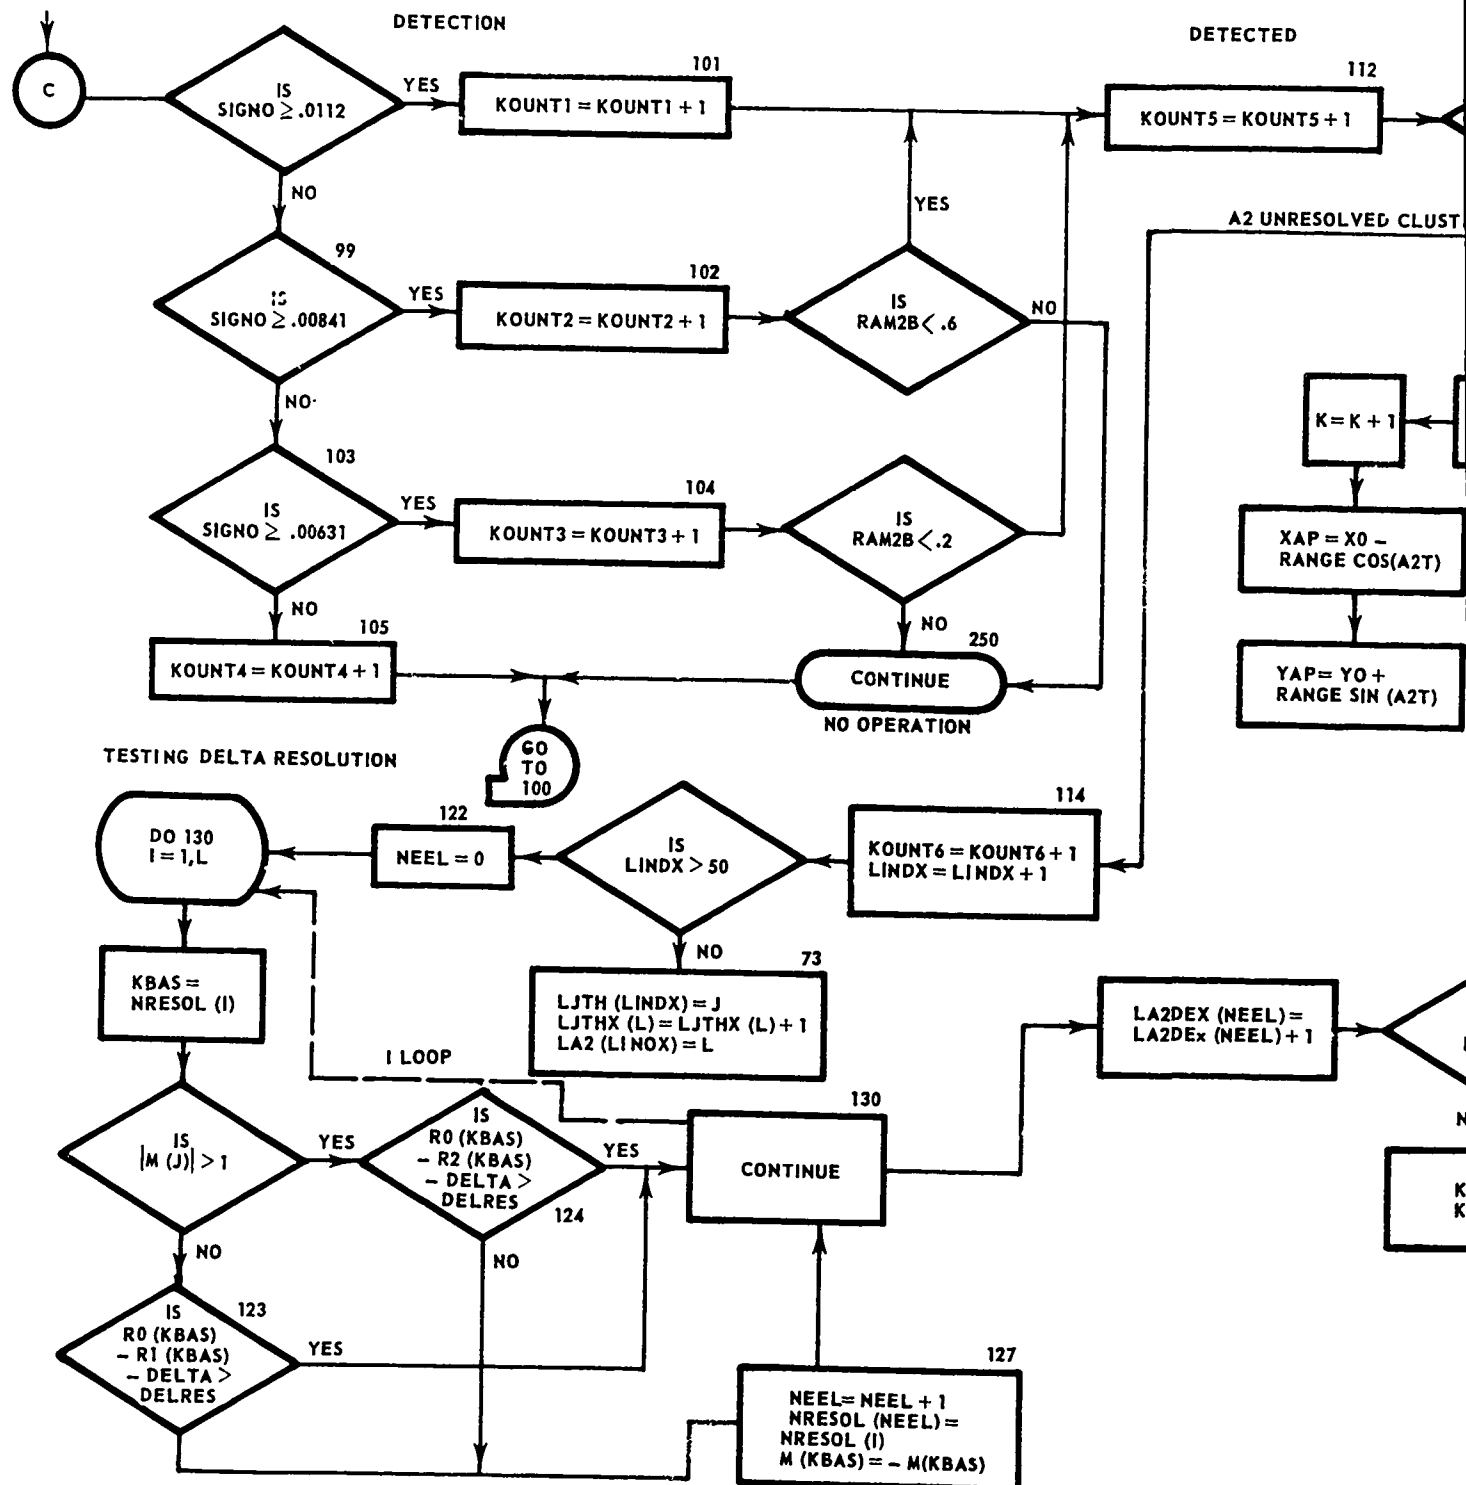 DETECTION
DETECTED
C
IS
SIGNO ≥ .0112
YES
101
KOUNT1 = KOUNT1 + 1
112
KOUNT5 = KOUNT5 + 1
NO
YES
A2 UNRESOLVED CLUST
99
IS
SIGNO ≥ .00841
YES
102
KOUNT2 = KOUNT2 + 1
IS
RAM2B < .6
NO
NO
K = K + 1
103
IS
SIGNO ≥ .00631
YES
104
KOUNT3 = KOUNT3 + 1
IS
RAM2B < .2
XAP = X0 –
RANGE COS(A2T)
NO
NO
105
KOUNT4 = KOUNT4 + 1
250
CONTINUE
NO OPERATION
YAP = YO +
RANGE SIN (A2T)
GO
TO
100
TESTING DELTA RESOLUTION
DO 130
I = 1,L
122
NEEL = 0
IS
LINDX > 50
114
KOUNT6 = KOUNT6 + 1
LINDX = LINDX + 1
NO
KBAS =
NRESOL (I)
73
LJTH (LINDX) = J
LJTHX (L) = LJTHX (L) + 1
LA2 (LINOX) = L
LA2DEX (NEEL) =
LA2DEx (NEEL) + 1
I LOOP
IS
|M (J)| > 1
YES
IS
R0 (KBAS)
– R2 (KBAS)
– DELTA >
DELRES
124
YES
130
CONTINUE
N
K
K
NO
NO
IS
R0 (KBAS)
– R1 (KBAS)
– DELTA >
DELRES
123
YES
127
NEEL = NEEL + 1
NRESOL (NEEL) =
NRESOL (I)
M (KBAS) = – M(KBAS)